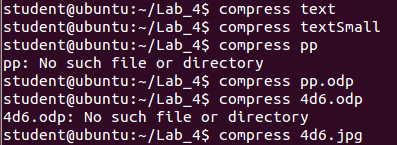 student@ubuntu:~/Lab_4$ compress text
student@ubuntu:~/Lab_4$ compress textSmall
student@ubuntu:~/Lab_4$ compress pp
pp: No such file or directory
student@ubuntu:~/Lab_4$ compress pp.odp
student@ubuntu:~/Lab_4$ compress 4d6.odp
4d6.odp: No such file or directory
student@ubuntu:~/Lab_4$ compress 4d6.jpg